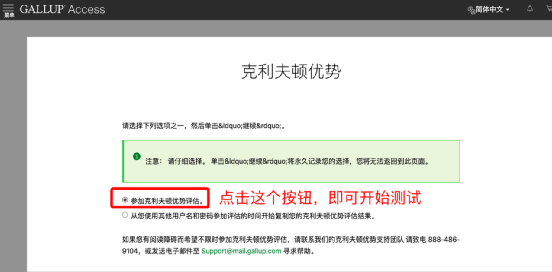 菜单
GALLUP Access
简体中文
克利夫顿优势
请选择下列选项之一，然后单击&ldquo;继续&rdquo;。
注意： 请仔细选择。 单击&ldquo;继续&rdquo;将永久记录您的选择，您将无法返回到此页面。
参加克利夫顿优势评估。 点击这个按钮，即可开始测试
从您使用其他用户名和密码参加评估的时间开始复制您的克利夫顿优势评估结果。
如果您有阅读障碍而希望不限时参加克利夫顿优势评估，请联系我们的克利夫顿优势支持团队 请致电 888-486-
9104，或发送电子邮件至 Support@mail.gallup.com 寻求帮助。